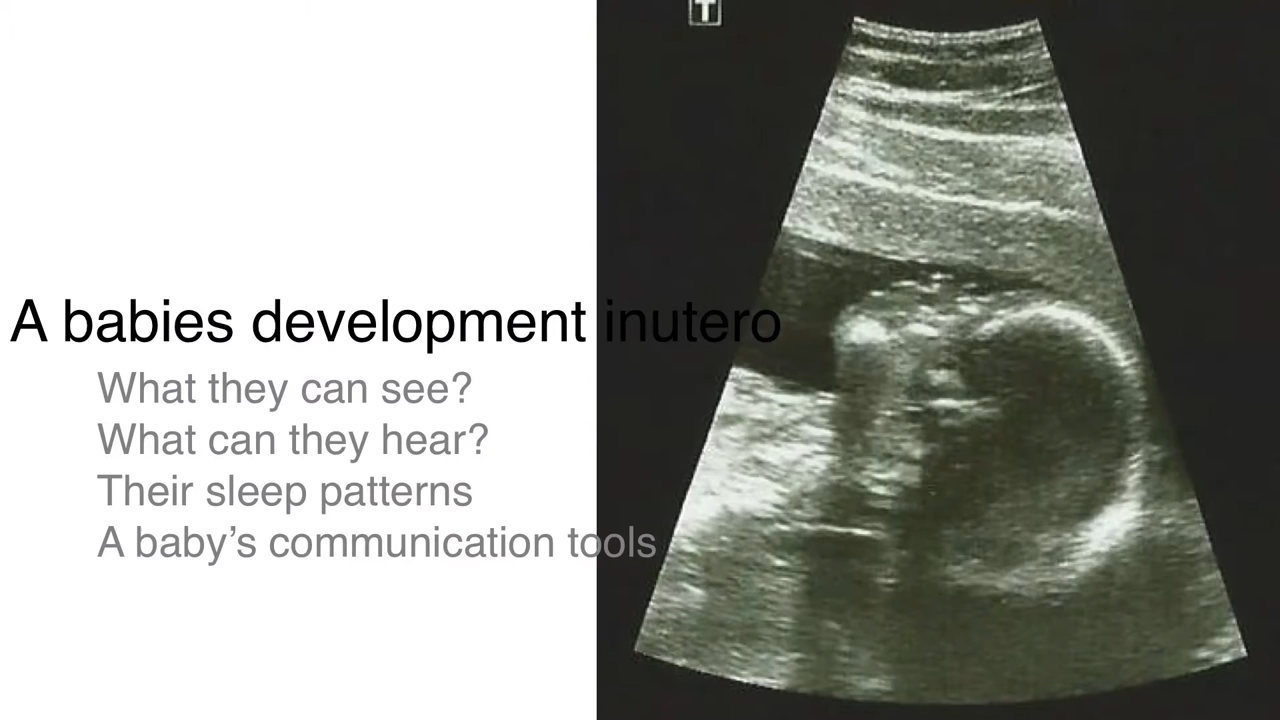 T
A babies development inutero
What they can see?
What can they hear?
Their sleep patterns
A baby’s communication tools